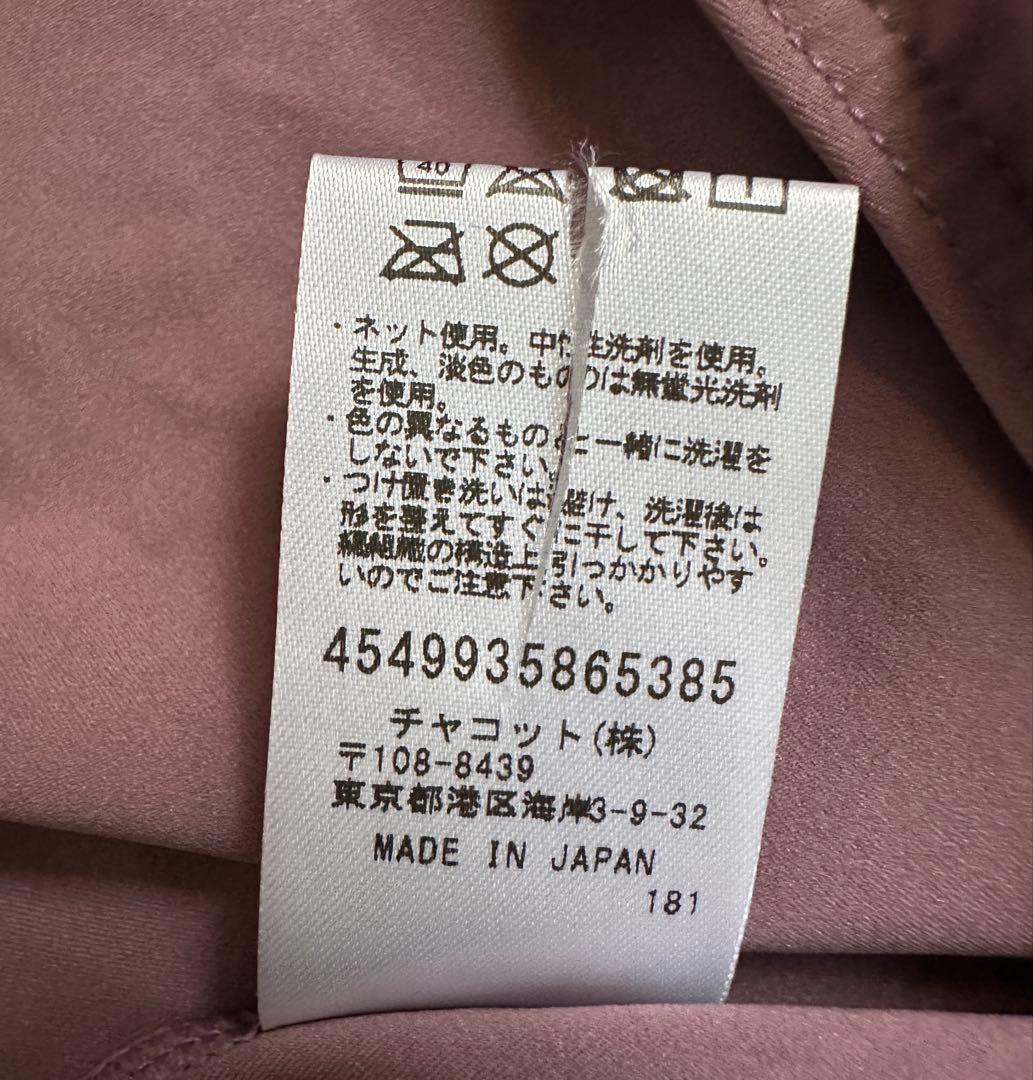 40
・ネット使用。中性洗剤を使用。
生成、淡色のものは無蛍光洗剤
を使用。
・色の異なるものと一緒に洗濯を
しないで下さい。
・つけ置き洗いは避け、洗濯後は
形を整えてすぐに干して下さい。
繊組織の構造上引っかかりやす
いのでご注意下さい。
4549935865385
チャコット(株)
〒108-8439
東京都港区海岸3-9-32
MADE IN JAPAN
181